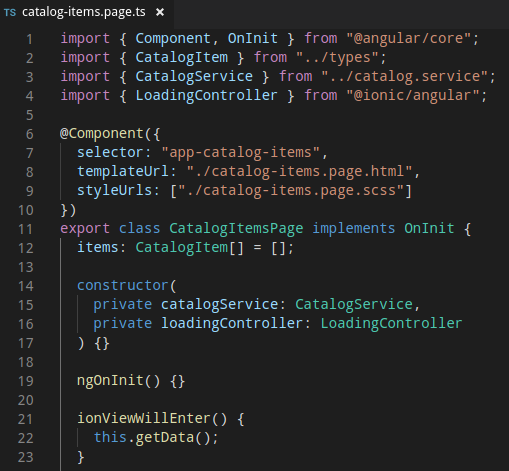 TS catalog-items.page.ts ×
1 import { Component, OnInit } from "@angular/core";
2 import { CatalogItem } from "../types";
3 import { CatalogService } from "../catalog.service";
4 import { LoadingController } from "@ionic/angular";
5
6 @Component({
7   selector: "app-catalog-items",
8   templateUrl: "./catalog-items.page.html",
9   styleUrls: ["./catalog-items.page.scss"]
10 })
11 export class CatalogItemsPage implements OnInit {
12   items: CatalogItem[] = [];
13
14   constructor(
15     private catalogService: CatalogService,
16     private loadingController: LoadingController
17   ) {}
18
19   ngOnInit() {}
20
21   ionViewWillEnter() {
22     this.getData();
23   }